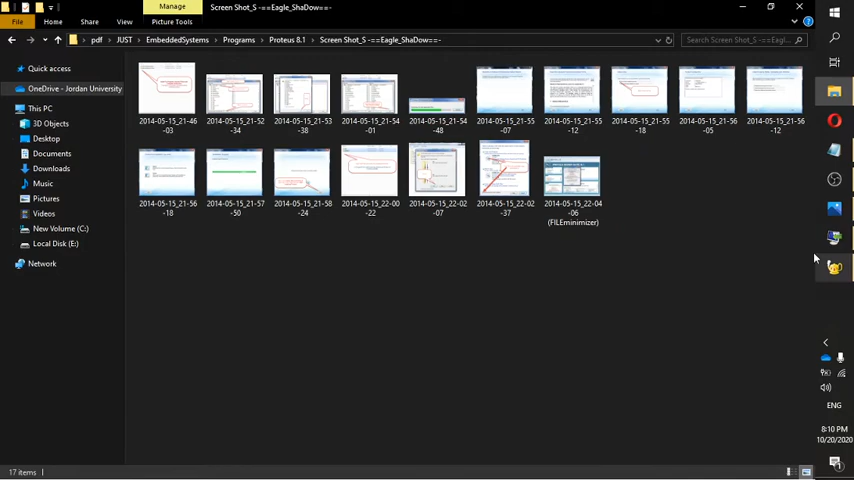 Manage
Screen Shot_S -==Eagle_ShaDow==-
File Home Share View Picture Tools
pdf JUST EmbeddedSystems Programs Proteus 8.1 Screen Shot_S -==Eagle_ShaDow==-
Search Screen Shot_S -==Eagl...
Quick access
OneDrive - Jordan University
This PC
3D Objects
Desktop
Documents
Downloads
Music
Pictures
Videos
New Volume (C:)
Local Disk (E:)
Network
2014-05-15_21-46
-03
2014-05-15_21-52
-34
2014-05-15_21-53
-38
2014-05-15_21-54
-01
2014-05-15_21-54
-48
2014-05-15_21-55
-07
2014-05-15_21-55
-12
2014-05-15_21-55
-18
2014-05-15_21-56
-05
2014-05-15_21-56
-12
2014-05-15_21-56
-18
2014-05-15_21-57
-50
2014-05-15_21-58
-24
2014-05-15_22-00
-22
2014-05-15_22-02
-07
2014-05-15_22-02
-37
2014-05-15_22-04
-06
(FILEminimizer)
17 items
ENG
8:10 PM
10/20/2020
1